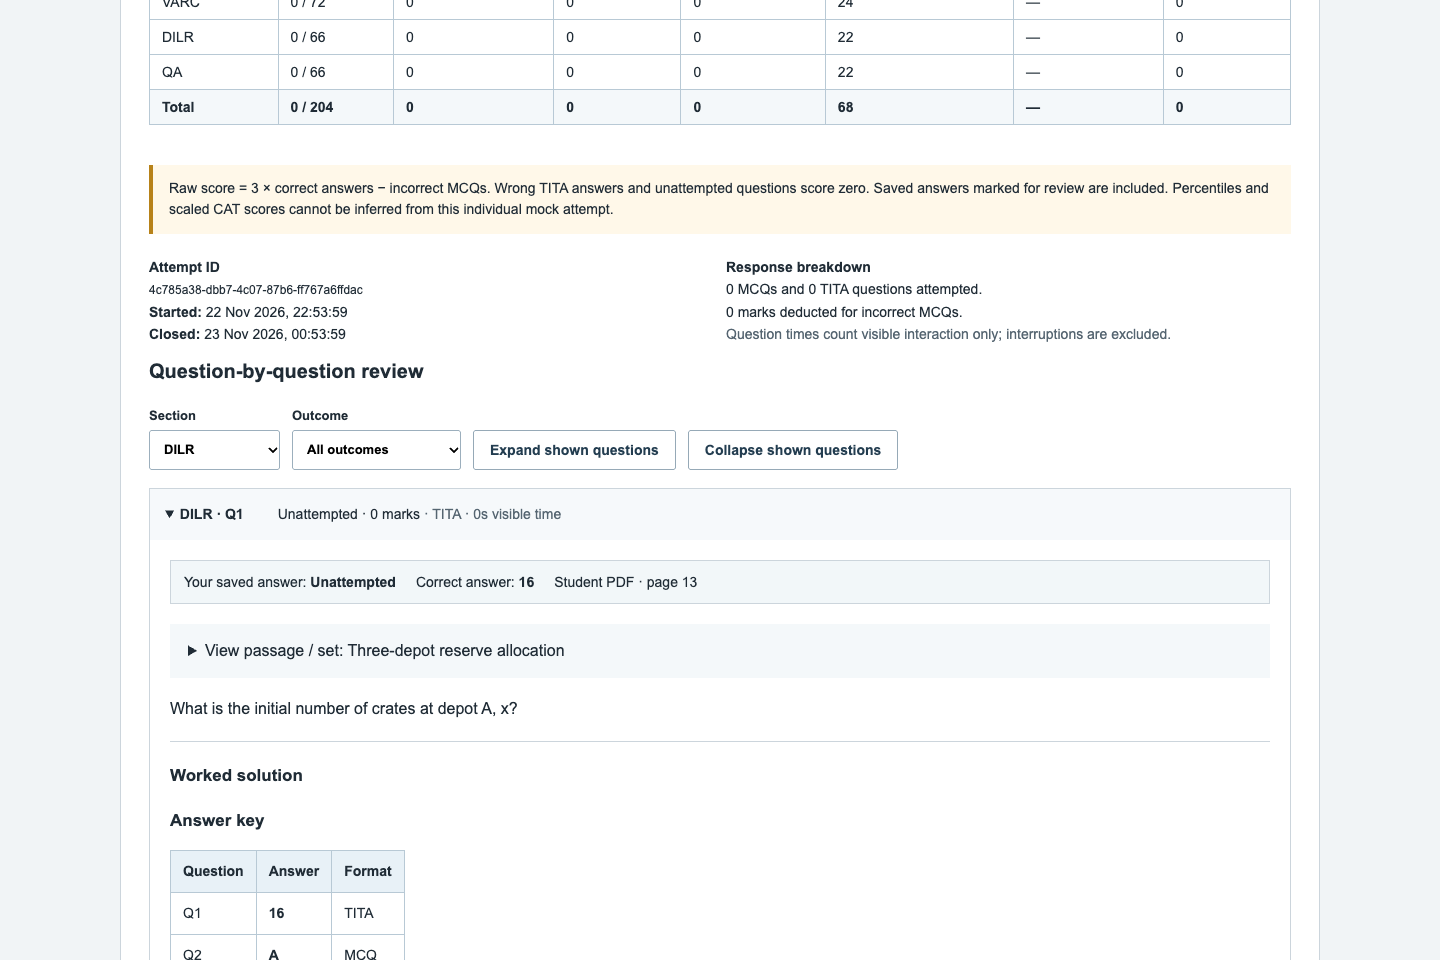 VARC 0 / 72 0 0 0 24 — 0
DILR 0 / 66 0 0 0 22 — 0
QA 0 / 66 0 0 0 22 — 0
Total 0 / 204 0 0 0 68 — 0
Raw score = 3 × correct answers − incorrect MCQs. Wrong TITA answers and unattempted questions score zero. Saved answers marked for review are included. Percentiles and
scaled CAT scores cannot be inferred from this individual mock attempt.
Attempt ID
4c785a38-dbb7-4c07-87b6-ff767a6ffdac
Started: 22 Nov 2026, 22:53:59
Closed: 23 Nov 2026, 00:53:59
Response breakdown
0 MCQs and 0 TITA questions attempted.
0 marks deducted for incorrect MCQs.
Question times count visible interaction only; interruptions are excluded.
Question-by-question review
Section Outcome
DILR All outcomes Expand shown questions Collapse shown questions
DILR · Q1 Unattempted · 0 marks · TITA · 0s visible time
Your saved answer: Unattempted Correct answer: 16 Student PDF · page 13
View passage / set: Three-depot reserve allocation
What is the initial number of crates at depot A, x?
Worked solution
Answer key
Question Answer Format
Q1 16 TITA
Q2 A MCQ